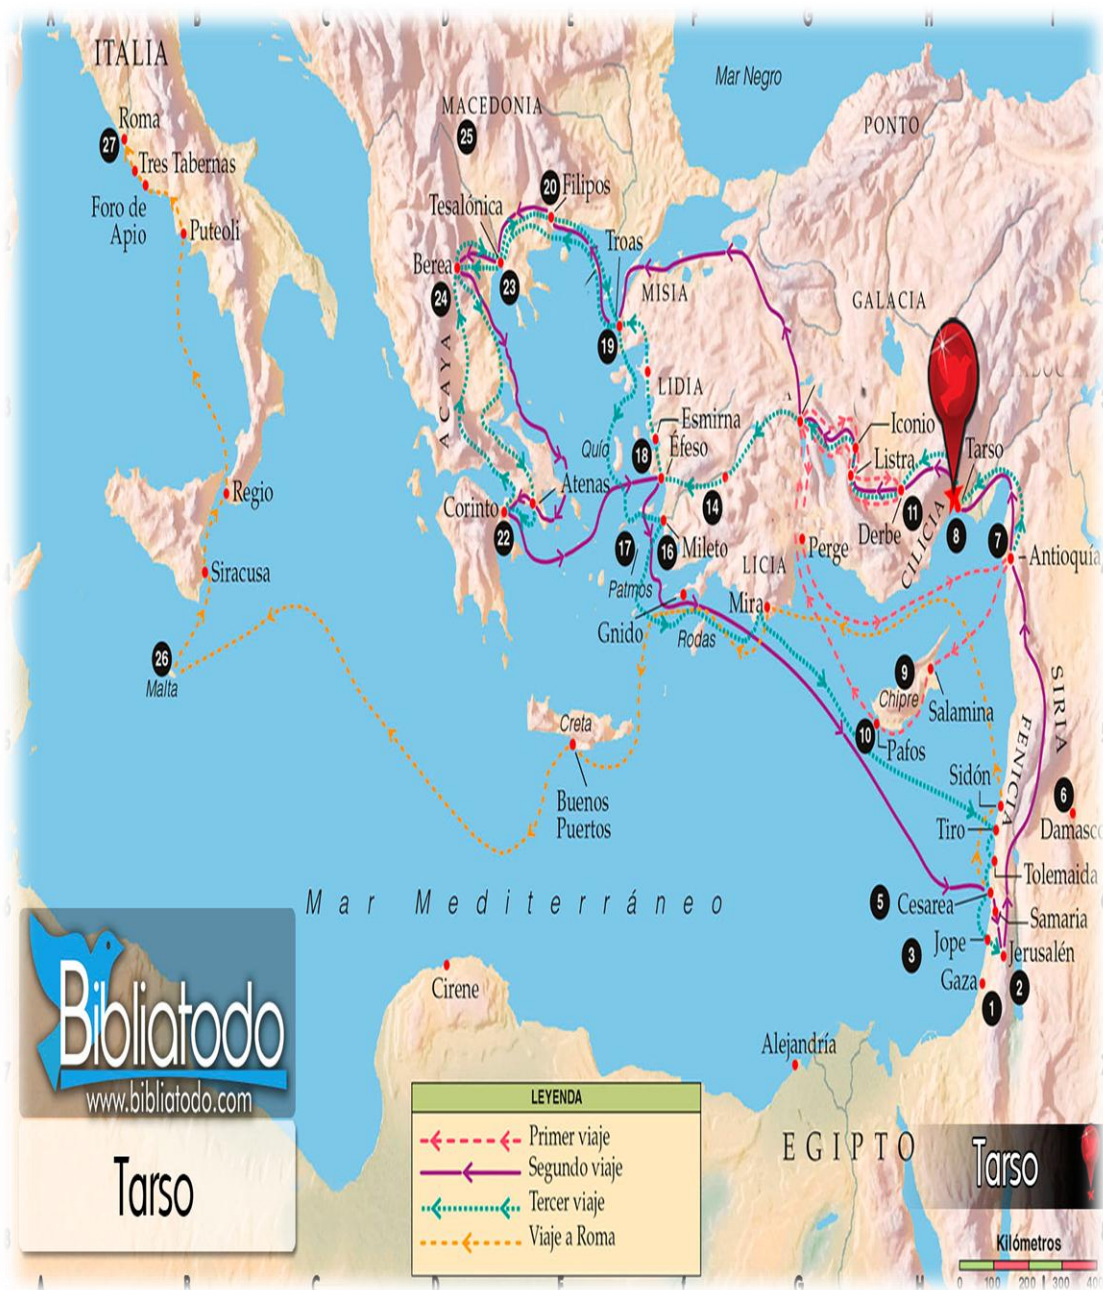 A B C D E F G H I
ITALIA
Mar Negro
MACEDONIA
25
PONTO
Roma
27
Tres Tabernas
Foro de
Apio
Puteoli
20
Filipos
Tesalónica
Troas
Berea
23
24
MISIA
GALACIA
19
ACAYA
LIDIA
Esmirna
Quío
18
Éfeso
Iconio
Listra
Tarso
Regio
Atenas
Corinto
22
14
Derbe
11
CILICIA
8
7
17
16
Mileto
Perge
LICIA
Antioquía
Siracusa
Patmos
Mira
Gnido
Rodas
26
Malta
9
Chipre
Salamina
SIRIA
Creta
10
Pafos
FENICIA
Sidón
6
Buenos
Puertos
Tiro
Damasco
Tolemaida
Mar Mediterráneo
5
Cesarea
Samaria
3
Jope
Jerusalén
Cirene
Gaza
1
2
Alejandría
Bibliatodo
www.bibliatodo.com
Tarso
LEYENDA
Primer viaje
Segundo viaje
Tercer viaje
Viaje a Roma
EGIPTO
Tarso
Kilómetros
0 100 200 300 400
A B C D E F G H I